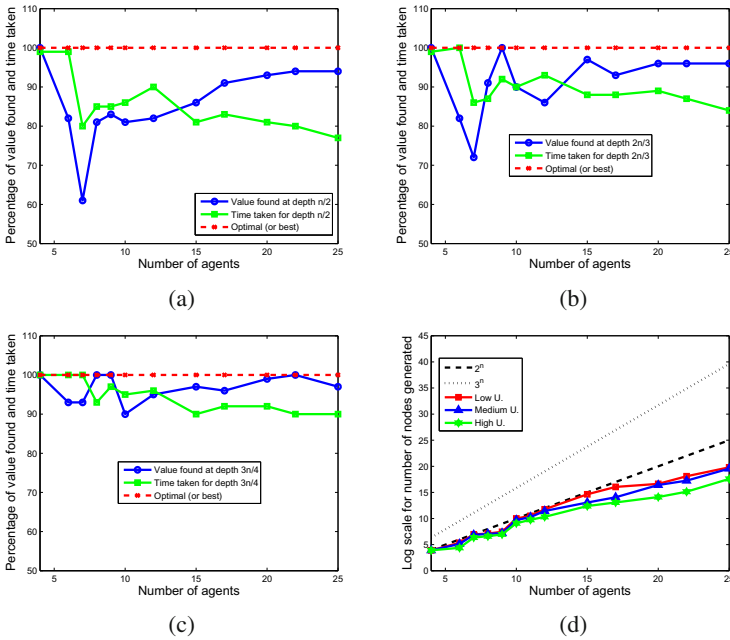 110
100
90
80
70
60
50
5 10 15 20 25
Percentage of value found and time taken
Number of agents
Value found at depth n/2
Time taken for depth n/2
Optimal (or best)
(a)
110
100
90
80
70
60
50
5 10 15 20 25
Percentage of value found and time taken
Number of agents
Value found at depth 2n/3
Time taken for depth 2n/3
Optimal (or best)
(b)
110
100
90
80
70
60
50
5 10 15 20 25
Percentage of value found and time taken
Number of agents
Value found at depth 3n/4
Time taken for depth 3n/4
Optimal (or best)
(c)
45
40
35
30
25
20
15
10
5
0
5 10 15 20 25
Log scale for number of nodes generated
Number of agents
2ⁿ
3ⁿ
Low U.
Medium U.
High U.
(d)